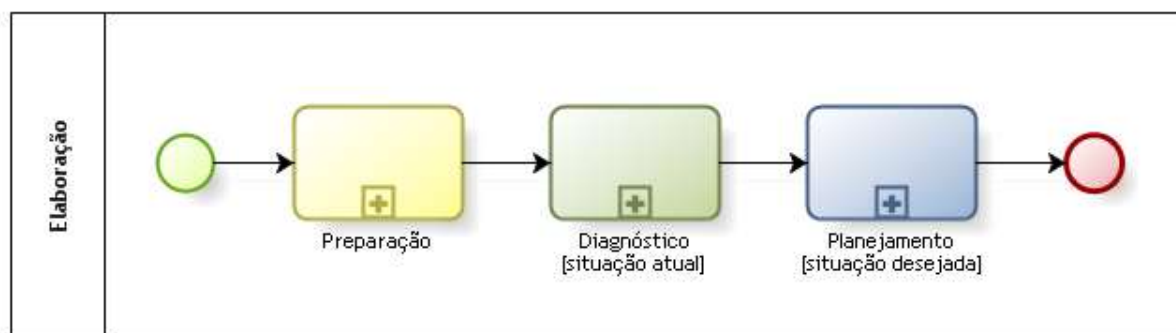 Elaboração
Preparação
Diagnóstico
[situação atual]
Planejamento
[situação desejada]